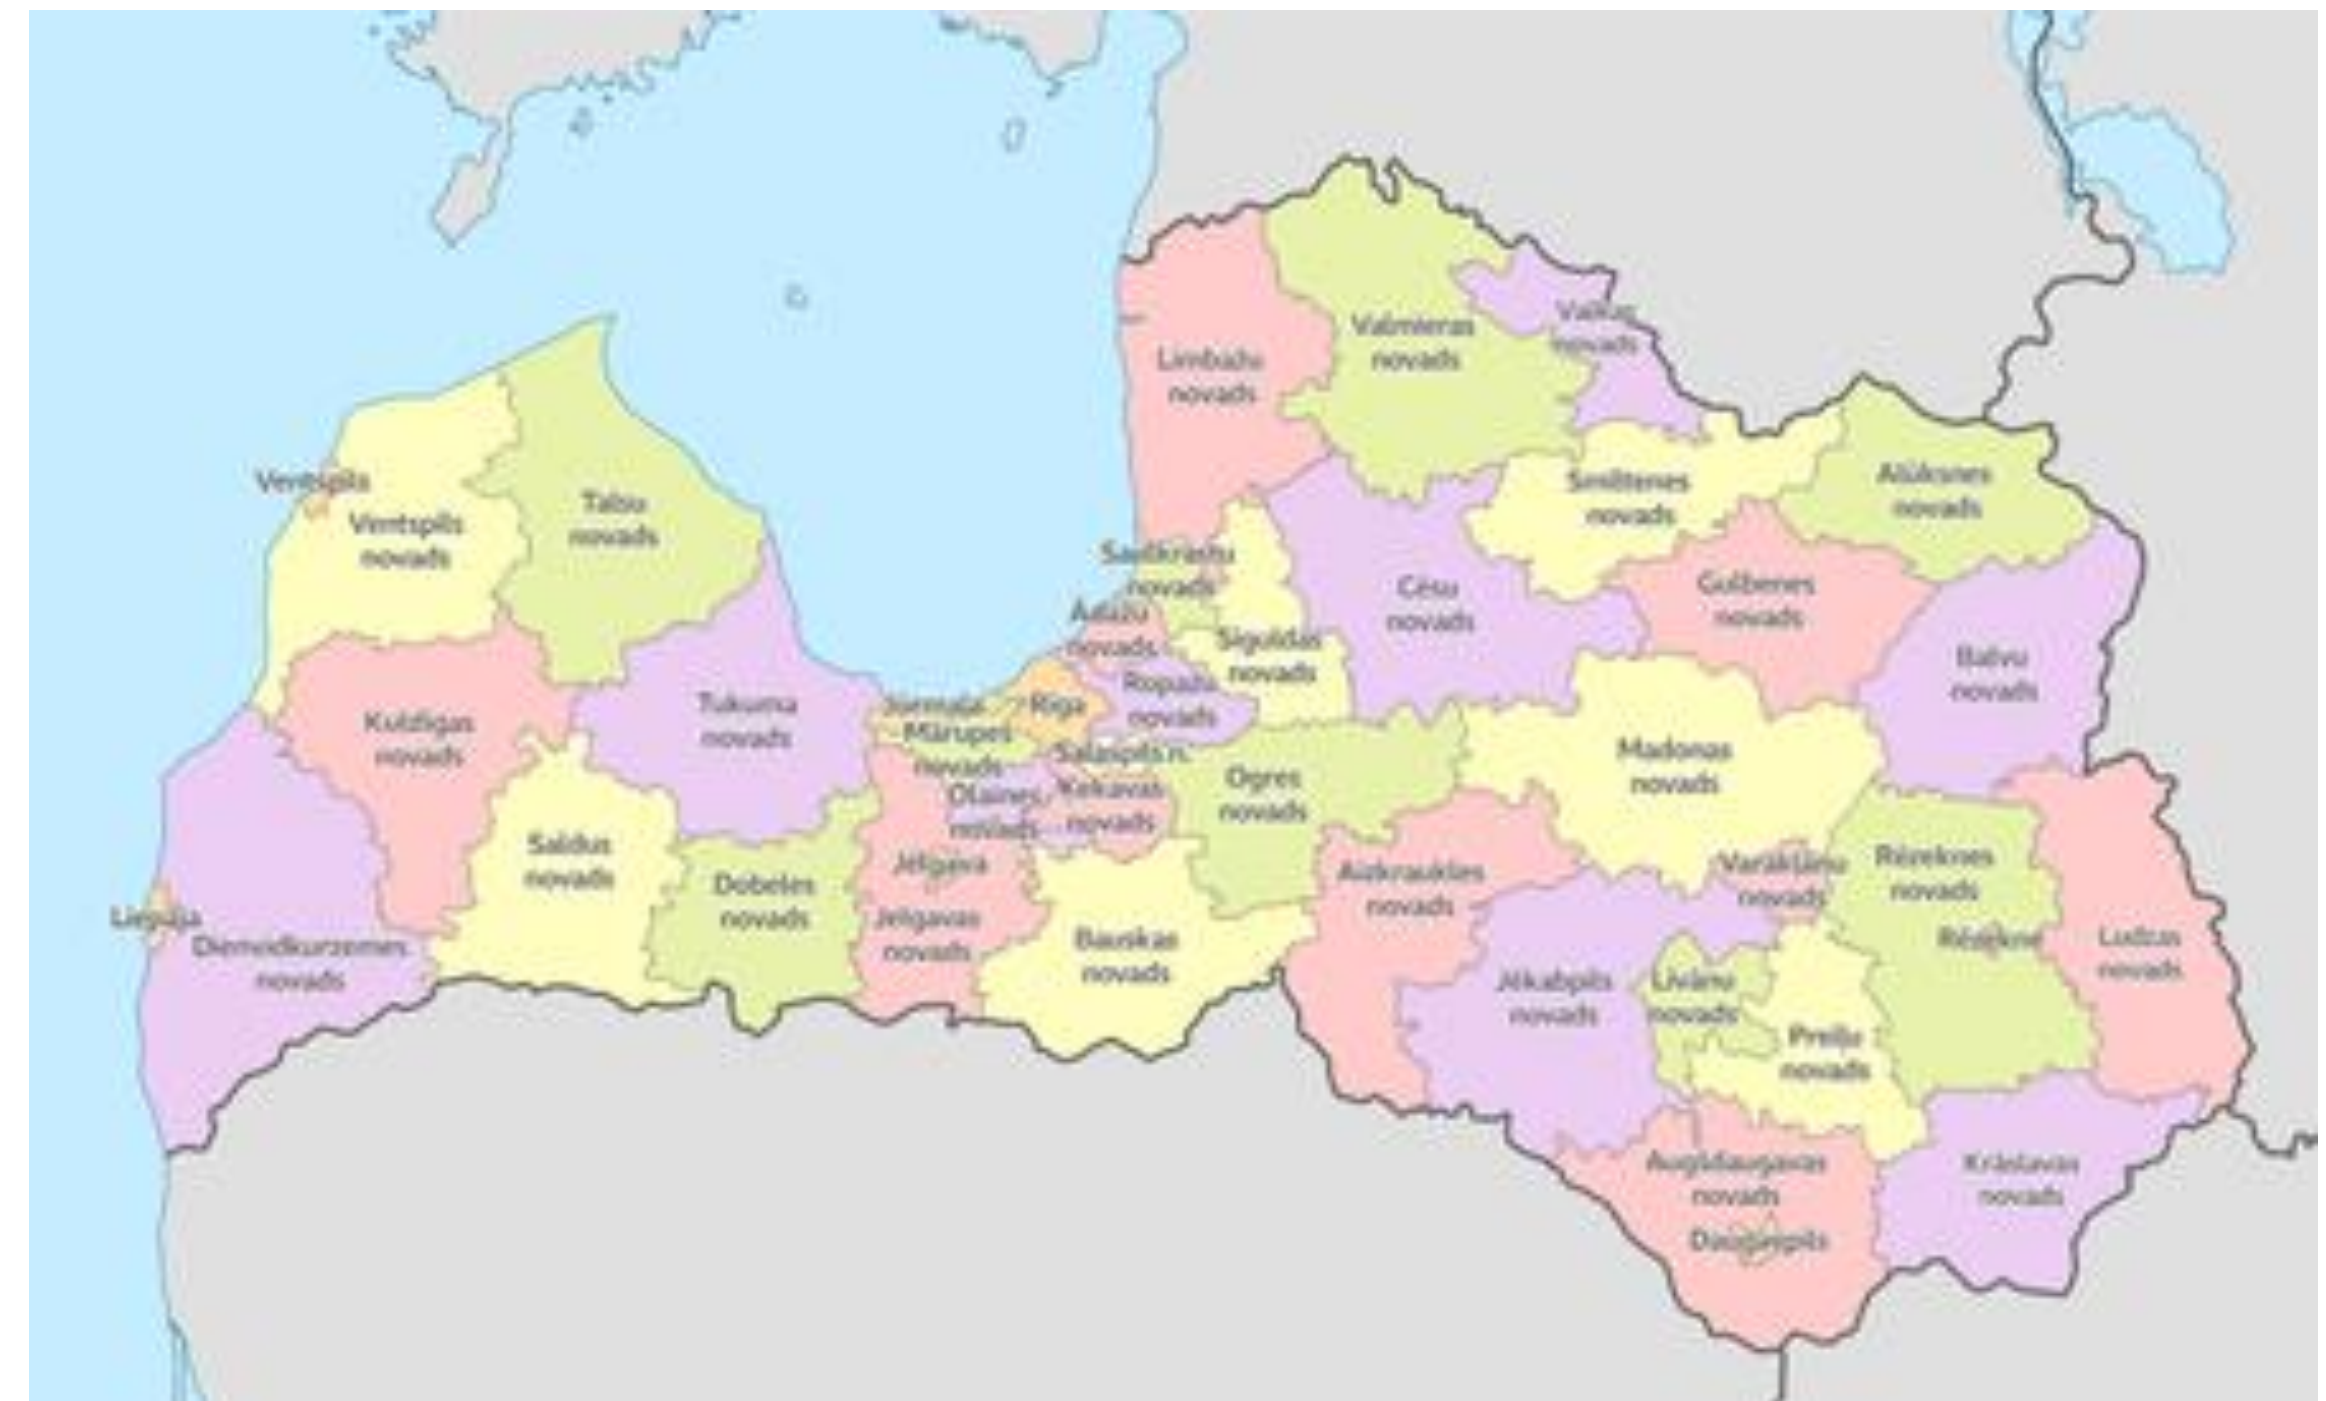 Valmieras
novads
Valkas
novads
Limbažu
novads
Ventspils
Ventspils
novads
Talsu
novads
Smiltenes
novads
Alūksnes
novads
Saulkrastu
novads
Cēsu
novads
Gulbenes
novads
Ādažu
novads
Siguldas
novads
Balvu
novads
Kuldīgas
novads
Tukuma
novads
Jūrmala
Rīga
Ropažu
novads
Mārupes
novads
Salaspils n.
Ogres
novads
Madonas
novads
Olaines
novads
Ķekavas
novads
Saldus
novads
Dobeles
novads
Jelgava
Jelgavas
novads
Aizkraukles
novads
Varakļānu
novads
Rēzeknes
novads
Rēzekne
Liepāja
Dienvidkurzemes
novads
Bauskas
novads
Ludzas
novads
Jēkabpils
novads
Līvānu
novads
Preiļu
novads
Augšdaugavas
novads
Krāslavas
novads
Daugavpils